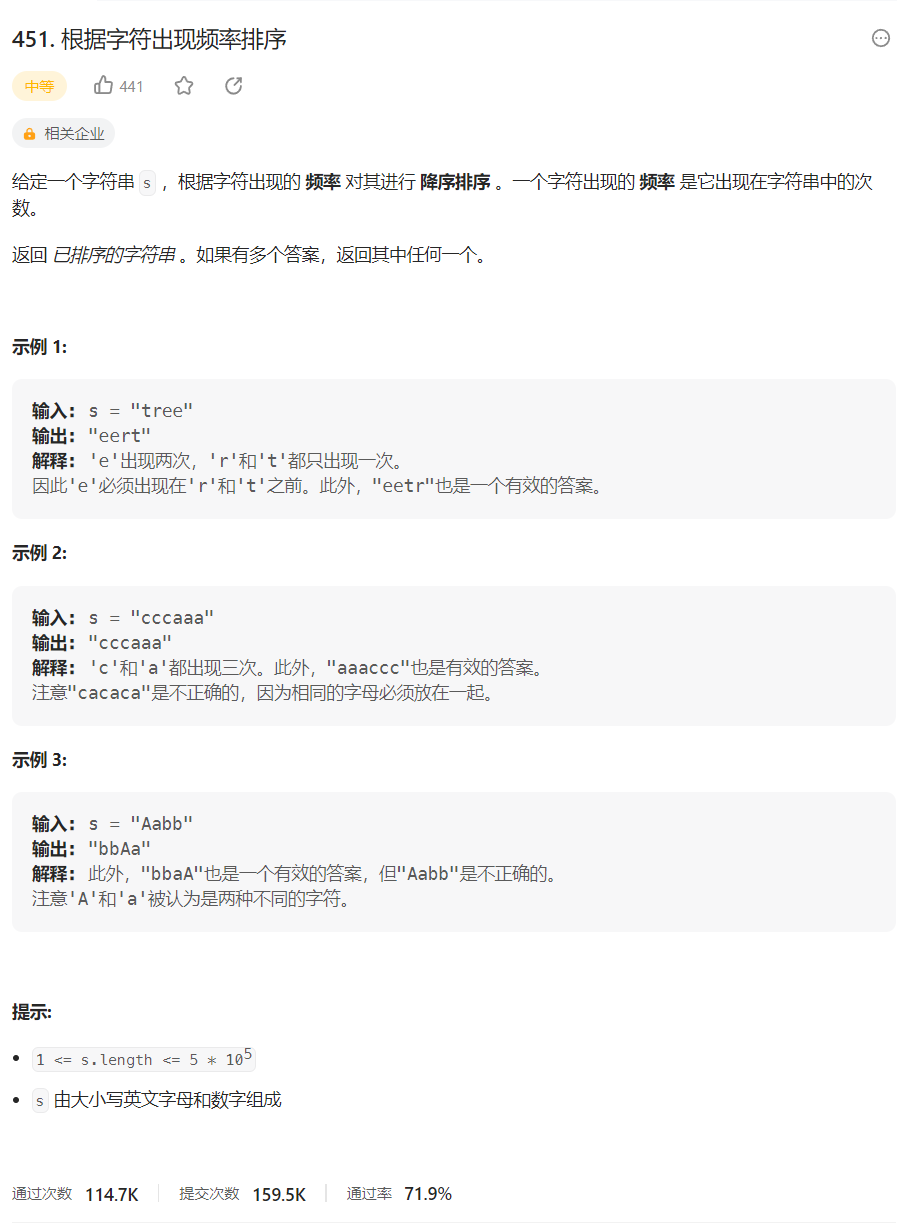 451. 根据字符出现频率排序
中等 441
相关企业
给定一个字符串 s ，根据字符出现的 频率 对其进行 降序排序 。一个字符出现的 频率 是它出现在字符串中的次
数。
返回 已排序的字符串 。如果有多个答案，返回其中任何一个。
示例 1:
输入: s = "tree"
输出: "eert"
解释: 'e'出现两次，'r'和't'都只出现一次。
因此'e'必须出现在'r'和't'之前。此外，"eetr"也是一个有效的答案。
示例 2:
输入: s = "cccaaa"
输出: "cccaaa"
解释: 'c'和'a'都出现三次。此外，"aaaccc"也是有效的答案。
注意"cacaca"是不正确的，因为相同的字母必须放在一起。
示例 3:
输入: s = "Aabb"
输出: "bbAa"
解释: 此外，"bbaA"也是一个有效的答案，但"Aabb"是不正确的。
注意'A'和'a'被认为是两种不同的字符。
提示:
• 1 <= s.length <= 5 * 10⁵
• s 由大小写英文字母和数字组成
通过次数 114.7K 提交次数 159.5K 通过率 71.9%